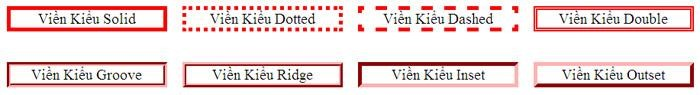 Viền Kiểu Solid
Viền Kiểu Dotted
Viền Kiểu Dashed
Viền Kiểu Double
Viền Kiểu Groove
Viền Kiểu Ridge
Viền Kiểu Inset
Viền Kiểu Outset